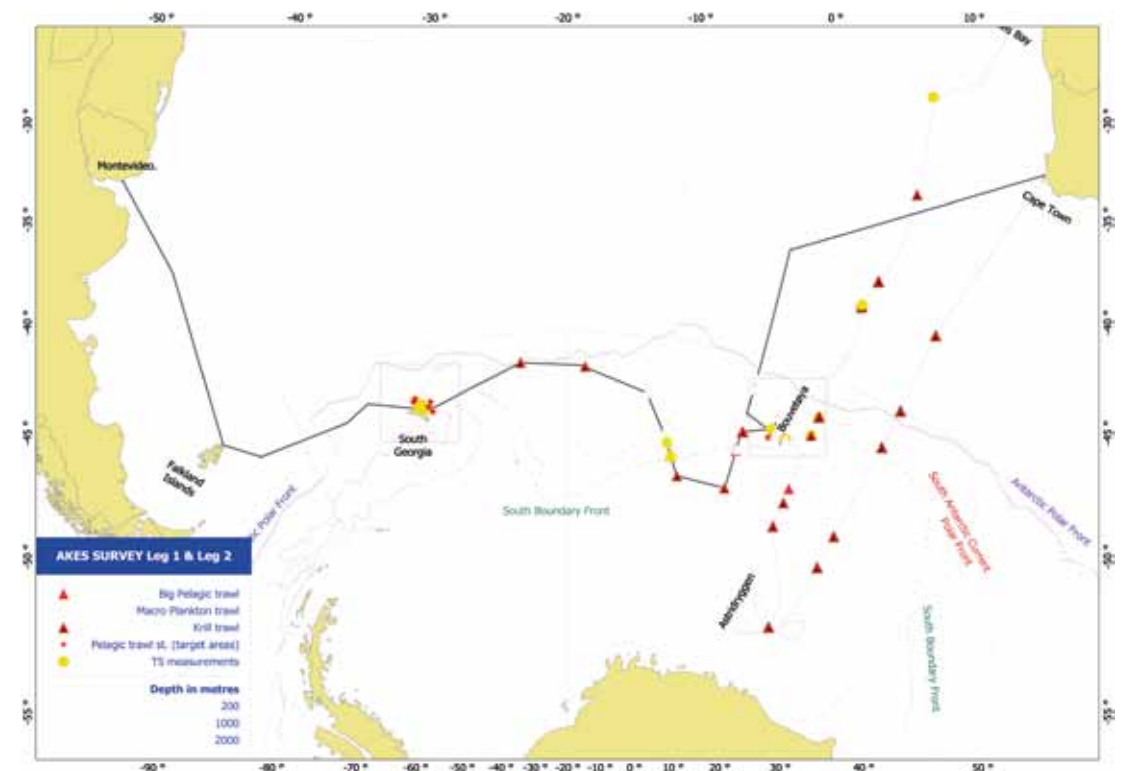 -50 ° -40 ° -30 ° -20 ° -10 ° 0 ° 10 °
Bay
-30 ° -30 °
Montevideo.
Cape Town
-35 ° -35 °
-40 ° -40 °
Bouvetøya
-45 ° -45 °
South
Georgia
Falkland
Islands
South Boundary Front
Polar Front
South Antarctic Current
Polar Front
Antarctic Polar Front
-50 ° -50 °
AKES SURVEY Leg 1 & Leg 2
Big Pelagic trawl
Macro Plankton trawl
Krill trawl
Pelagic trawl st. (target areas)
TS measurements
Depth in metres
200
1000
2000
Astridryggen
South Boundary Front
-55 ° -55 °
-90 ° -80 ° -70 ° -60 ° -50 ° -40 ° -30 ° -20 ° -10 ° 0 ° 10 ° 20 ° 30 ° 40 ° 50 °